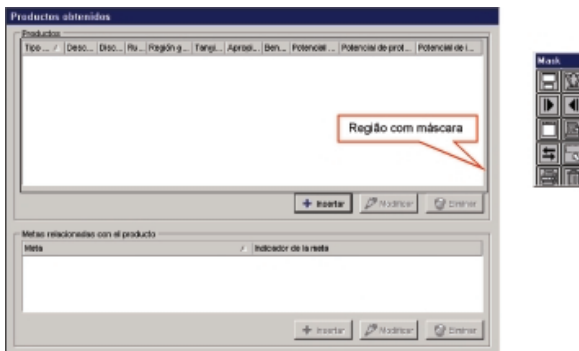 Productos obtenidos
Productos
Tipo ... / Desc... Disc... Ru... Región g... Tangi... Apropi... Ben... Potencial ... Potencial de prot... Potencial de i...
Região com máscara
Insertar Modificar Eliminar
Metas relacionadas con el producto
Meta / Indicador de la meta
Insertar Modificar Eliminar
Mask